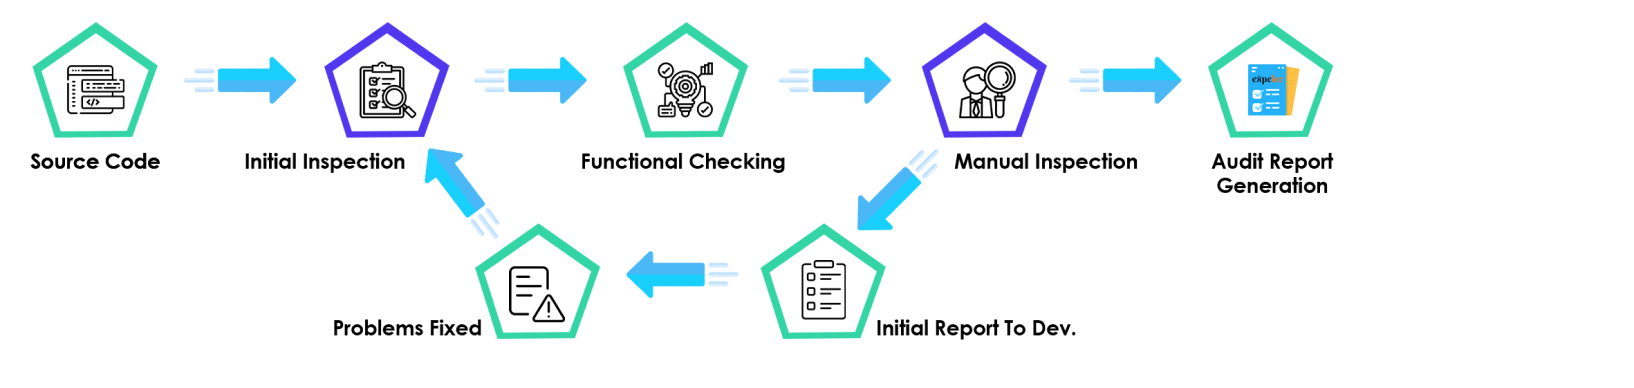 Source Code
Initial Inspection
Functional Checking
Manual Inspection
Audit Report
Generation
Problems Fixed
Initial Report To Dev.